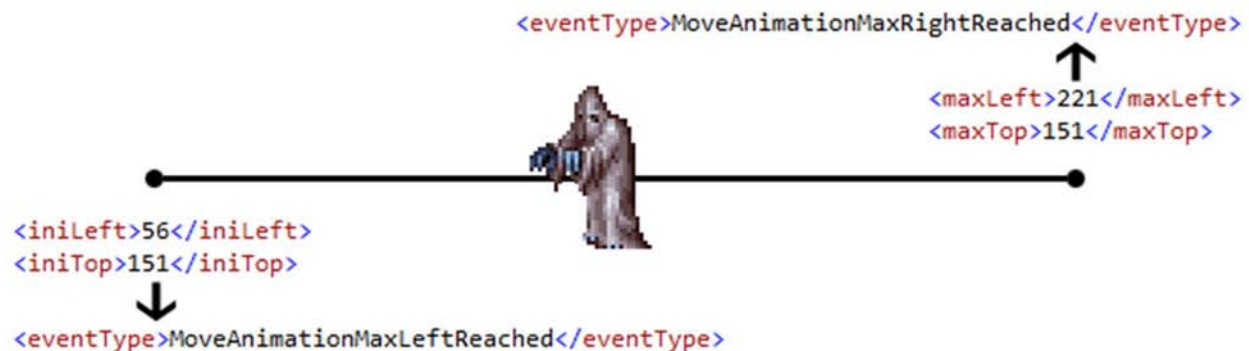 <eventType>MoveAnimationMaxRightReached</eventType>
<maxLeft>221</maxLeft>
<maxTop>151</maxTop>
<iniLeft>56</iniLeft>
<iniTop>151</iniTop>
<eventType>MoveAnimationMaxLeftReached</eventType>